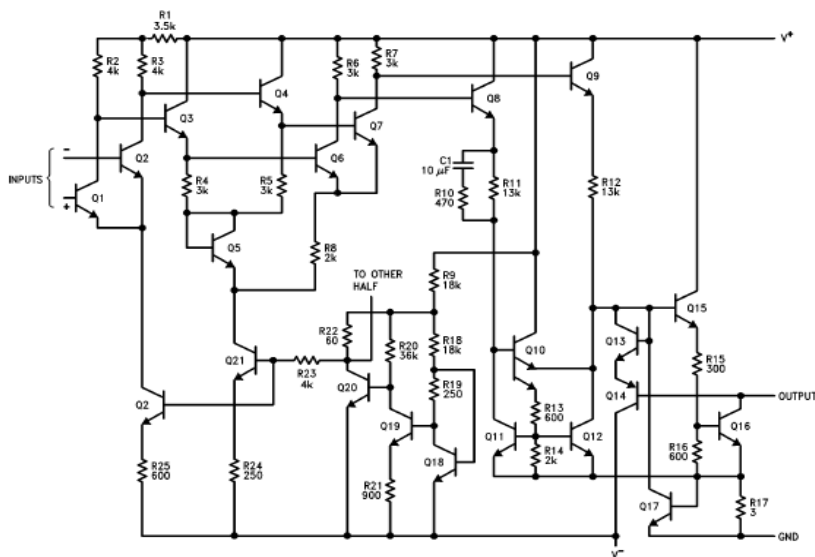 R1
3.5k
R2
4k
R3
4k
Q3
Q4
R6
3k
R7
3k
Q9
V+
Q8
Q7
Q6
Q2
INPUTS
−
+
Q1
R4
3k
R5
3k
C1
10 μF
R10
470
R11
13k
R12
13k
Q5
R8
2k
TO OTHER
HALF
R9
18k
Q15
Q13
R22
60
R20
36k
R18
18k
Q10
R15
300
Q21
R23
4k
Q20
R19
250
R13
600
Q14
OUTPUT
Q2
Q19
Q18
Q11
R14
2k
Q12
R16
600
Q16
R25
600
R24
250
R21
900
Q17
R17
3
GND
V−